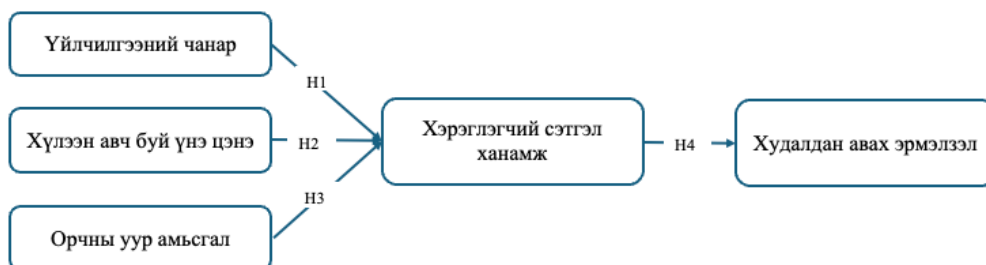 Үйлчилгээний чанар
H1
Хүлээн авч буй үнэ цэнэ
H2
Хэрэглэгчий сэтгэл
ханамж
H4
Худалдан авах эрмэлзэл
H3
Орчны уур амьсгал